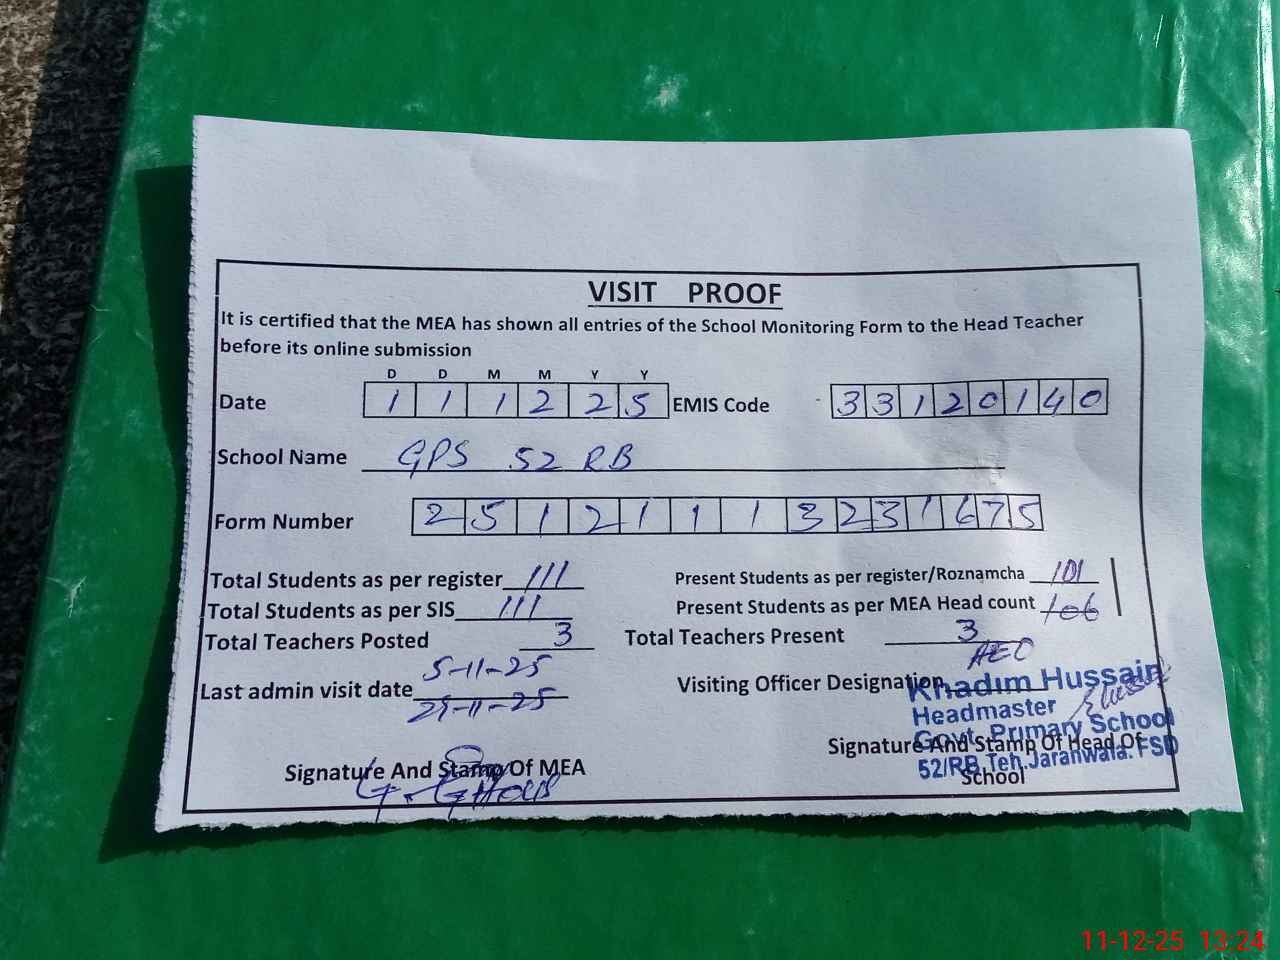 VISIT PROOF
It is certified that the MEA has shown all entries of the School Monitoring Form to the Head Teacher
before its online submission
D D M M Y Y
Date 1 1 1 2 2 5 EMIS Code 3 3 1 2 0 1 4 0
School Name GPS 52 RB
Form Number 2 5 1 2 1 1 1 3 2 3 1 6 7 5
Total Students as per register 111 Present Students as per register/Roznamcha 101
Total Students as per SIS 111 Present Students as per MEA Head count
Total Teachers Posted 3 Total Teachers Present 3
5-11-25 AEO
Last admin visit date Visiting Officer Designation
Khadim Hussain
Headmaster
Govt. Primary School
52/RB Teh. Jaranwala. FSD
Signature And Stamp Of MEA Signature And Stamp Of Head Of
School
11-12-25 13:24